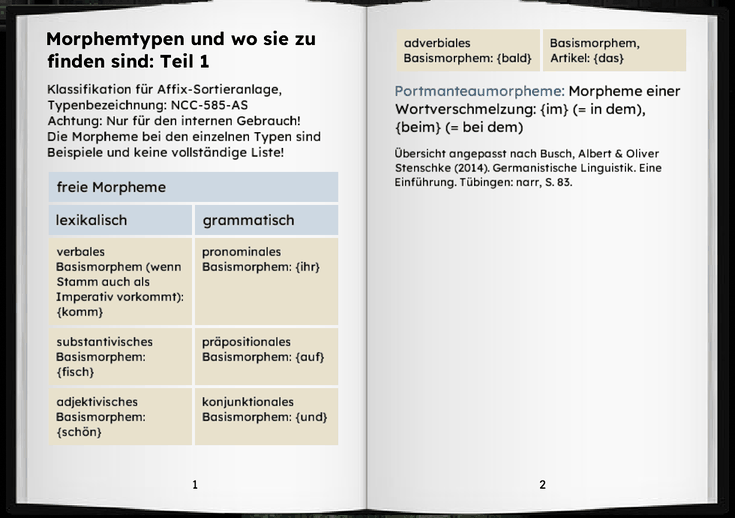 Morphemtypen und wo sie zu
finden sind: Teil 1
Klassifikation für Affix-Sortieranlage,
Typenbezeichnung: NCC-585-AS
Achtung: Nur für den internen Gebrauch!
Die Morpheme bei den einzelnen Typen sind
Beispiele und keine vollständige Liste!
freie Morpheme
lexikalisch
grammatisch
verbales
Basismorphem (wenn
Stamm auch als
Imperativ vorkommt):
{komm}
pronominales
Basismorphem: {ihr}
substantivisches
Basismorphem:
{fisch}
präpositionales
Basismorphem: {auf}
adjektivisches
Basismorphem:
{schön}
konjunktionales
Basismorphem: {und}
1
adverbiales
Basismorphem: {bald}
Basismorphem,
Artikel: {das}
Portmanteaumorpheme: Morpheme einer
Wortverschmelzung: {im} (= in dem),
{beim} (= bei dem)
Übersicht angepasst nach Busch, Albert & Oliver
Stenschke (2014). Germanistische Linguistik. Eine
Einführung. Tübingen: narr, S. 83.
2